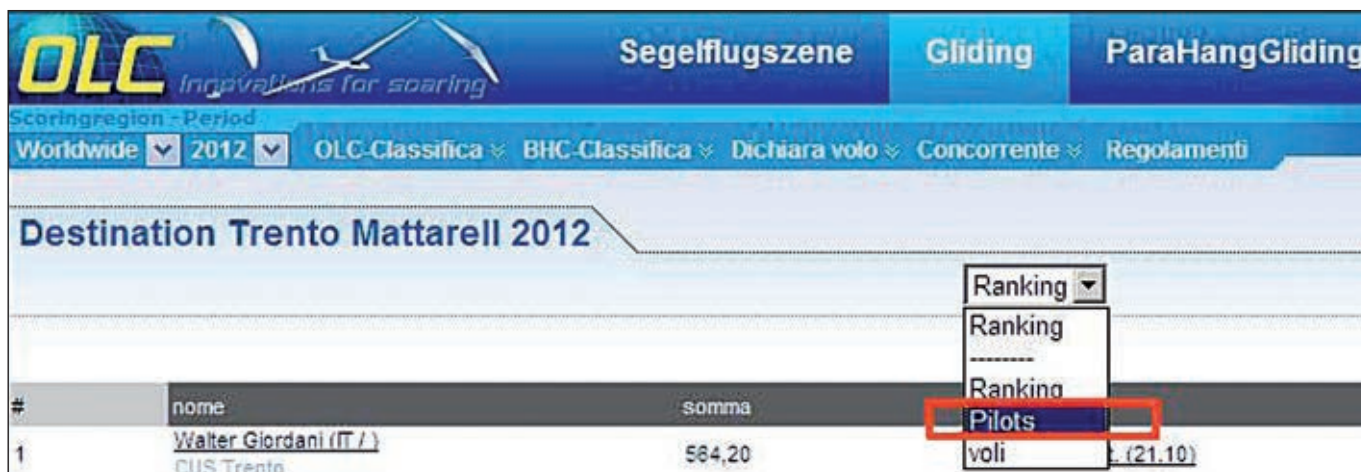 OLC
Innovations for soaring
Segelflugszene Gliding ParaHangGliding
Scoringregion - Period
Worldwide 2012 OLC-Classifica BHC-Classifica Dichiara volo Concorrente Regolamenti
Destination Trento Mattarell 2012
Ranking
Ranking
--------
Ranking
# nome somma
Pilots
1 Walter Giordani (IT / ) 564,20 voli t. (21.10)
CUS Trento